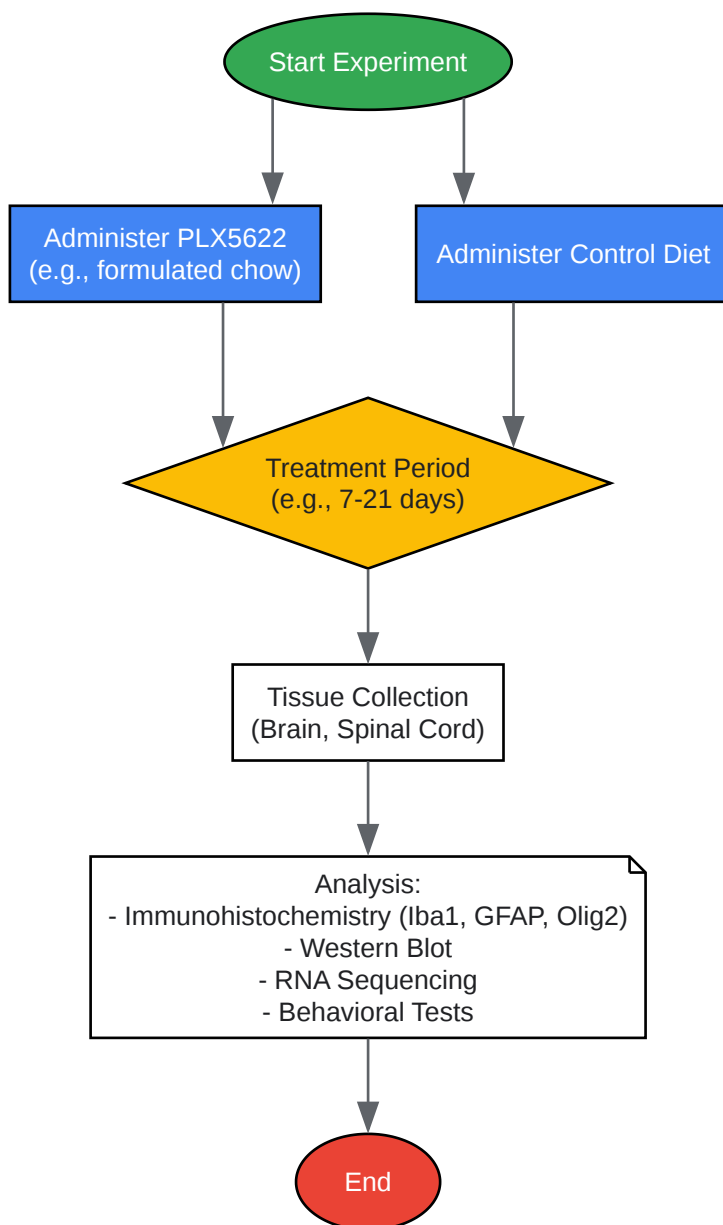 Start Experiment
Administer PLX5622
(e.g., formulated chow)
Administer Control Diet
Treatment Period
(e.g., 7-21 days)
Tissue Collection
(Brain, Spinal Cord)
Analysis:
- Immunohistochemistry (Iba1, GFAP, Olig2)
- Western Blot
- RNA Sequencing
- Behavioral Tests
End